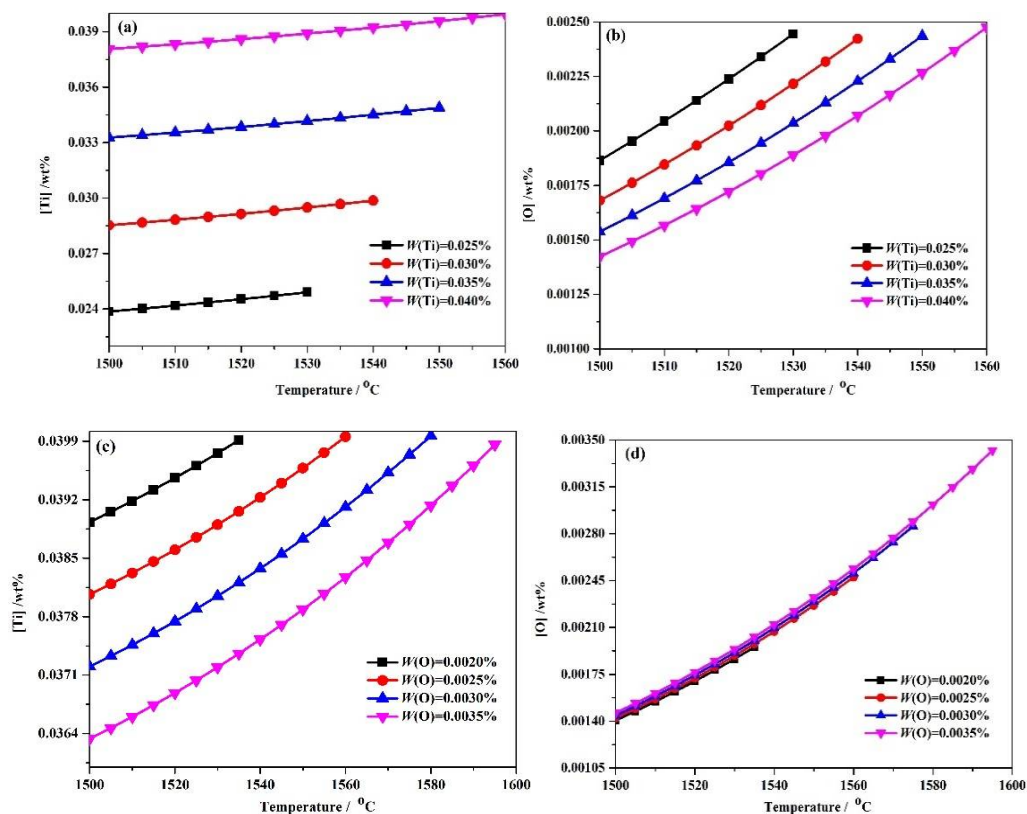 (a)
[Ti] /wt%
0.039
0.036
0.033
0.030
0.027
0.024
W(Ti)=0.025%
W(Ti)=0.030%
W(Ti)=0.035%
W(Ti)=0.040%
1500 1510 1520 1530 1540 1550 1560
Temperature / °C
(b)
[O] /wt%
0.00250
0.00225
0.00200
0.00175
0.00150
0.00125
0.00100
W(Ti)=0.025%
W(Ti)=0.030%
W(Ti)=0.035%
W(Ti)=0.040%
1500 1510 1520 1530 1540 1550 1560
Temperature / °C
(c)
[Ti] /wt%
0.0399
0.0392
0.0385
0.0378
0.0371
0.0364
W(O)=0.0020%
W(O)=0.0025%
W(O)=0.0030%
W(O)=0.0035%
1500 1520 1540 1560 1580 1600
Temperature / °C
(d)
[O] /wt%
0.00350
0.00315
0.00280
0.00245
0.00210
0.00175
0.00140
0.00105
W(O)=0.0020%
W(O)=0.0025%
W(O)=0.0030%
W(O)=0.0035%
1500 1520 1540 1560 1580 1600
Temperature / °C